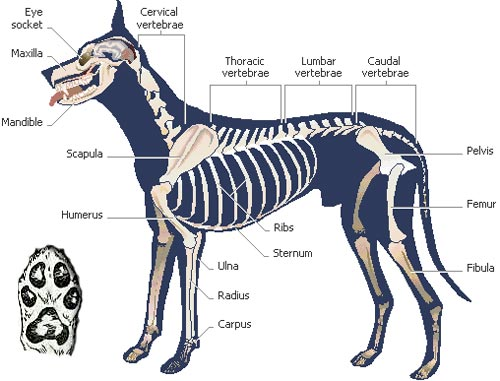 Eye
socket
Cervical
vertebrae
Maxilla
Thoracic
vertebrae
Lumbar
vertebrae
Caudal
vertebrae
Mandible
Scapula
Pelvis
Humerus
Femur
Ribs
Sternum
Ulna
Fibula
Radius
Carpus